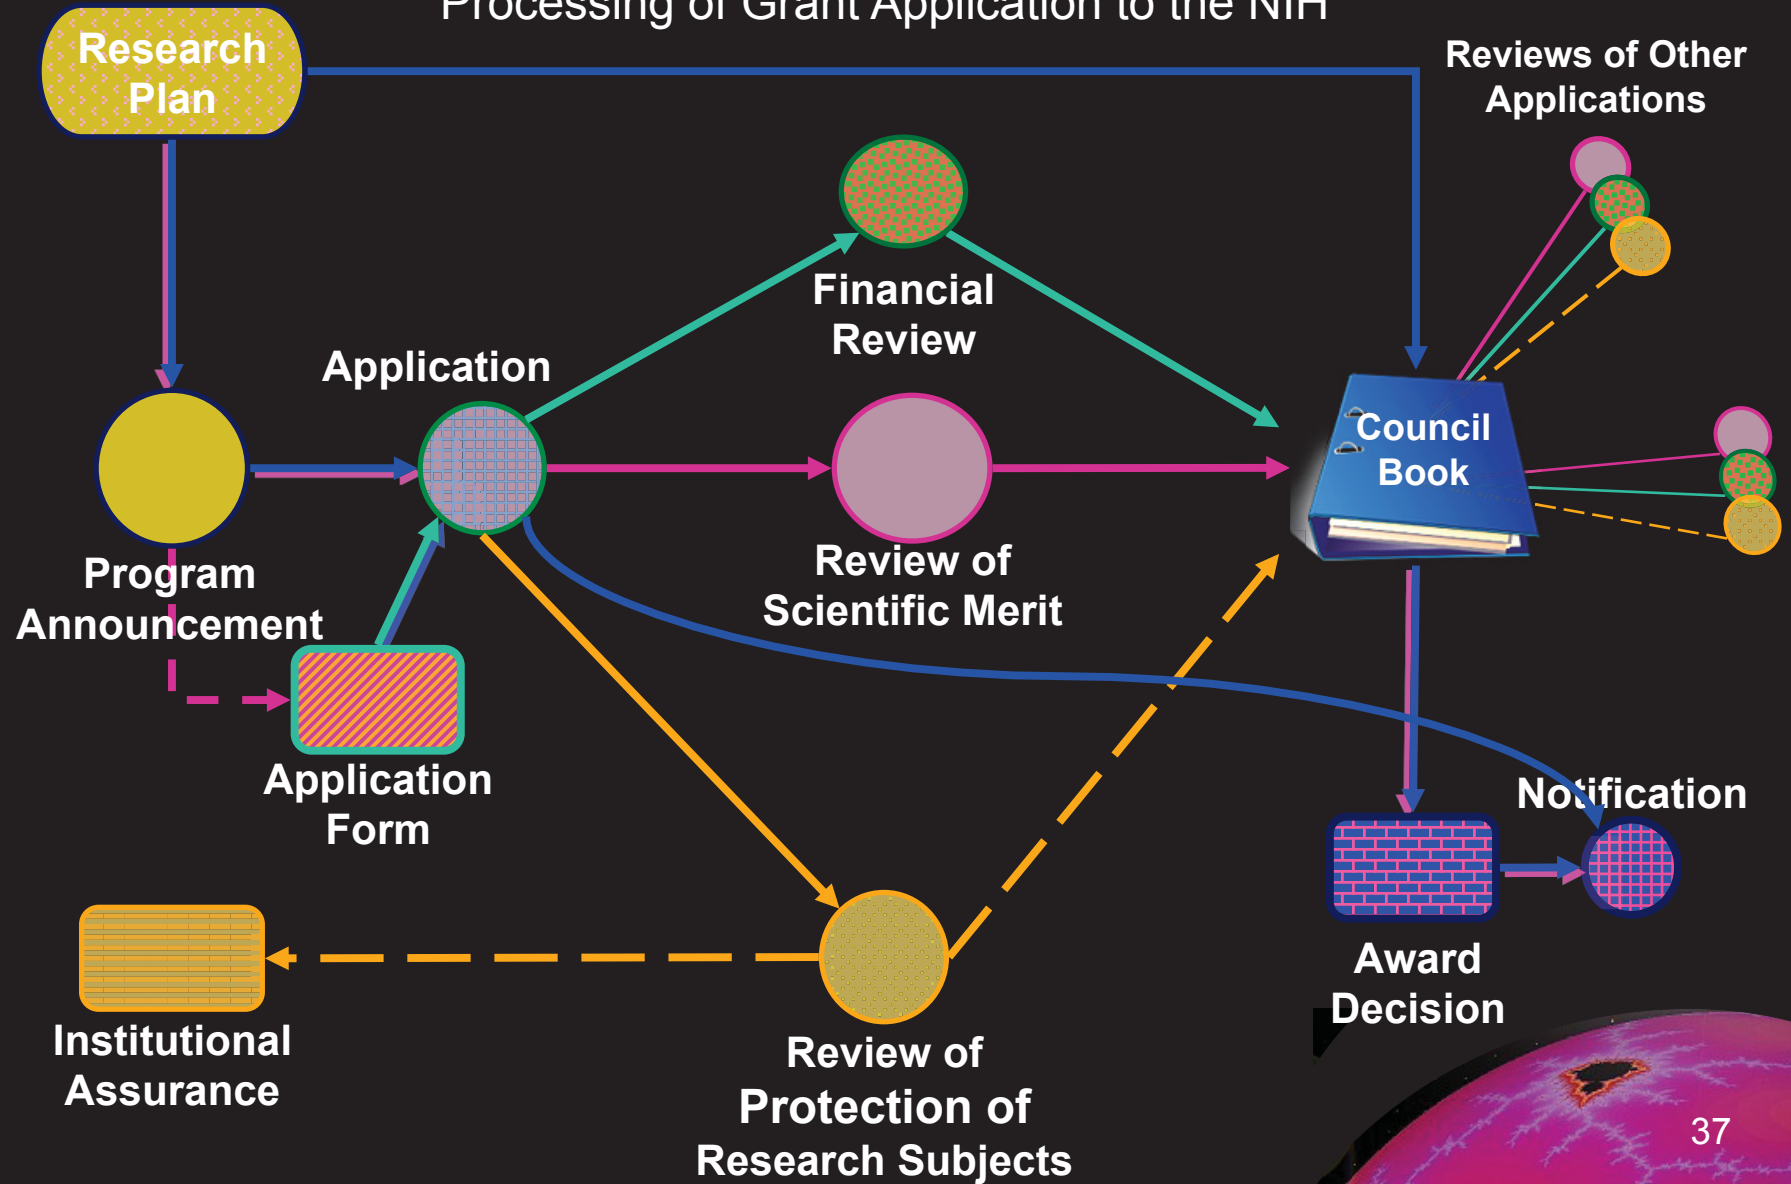 Processing of Grant Application to the NIH
Research
Plan
Reviews of Other
Applications
Financial
Review
Application
Council
Book
Program
Announcement
Review of
Scientific Merit
Application
Form
Notification
Award
Decision
Institutional
Assurance
Review of
Protection of
Research Subjects
37